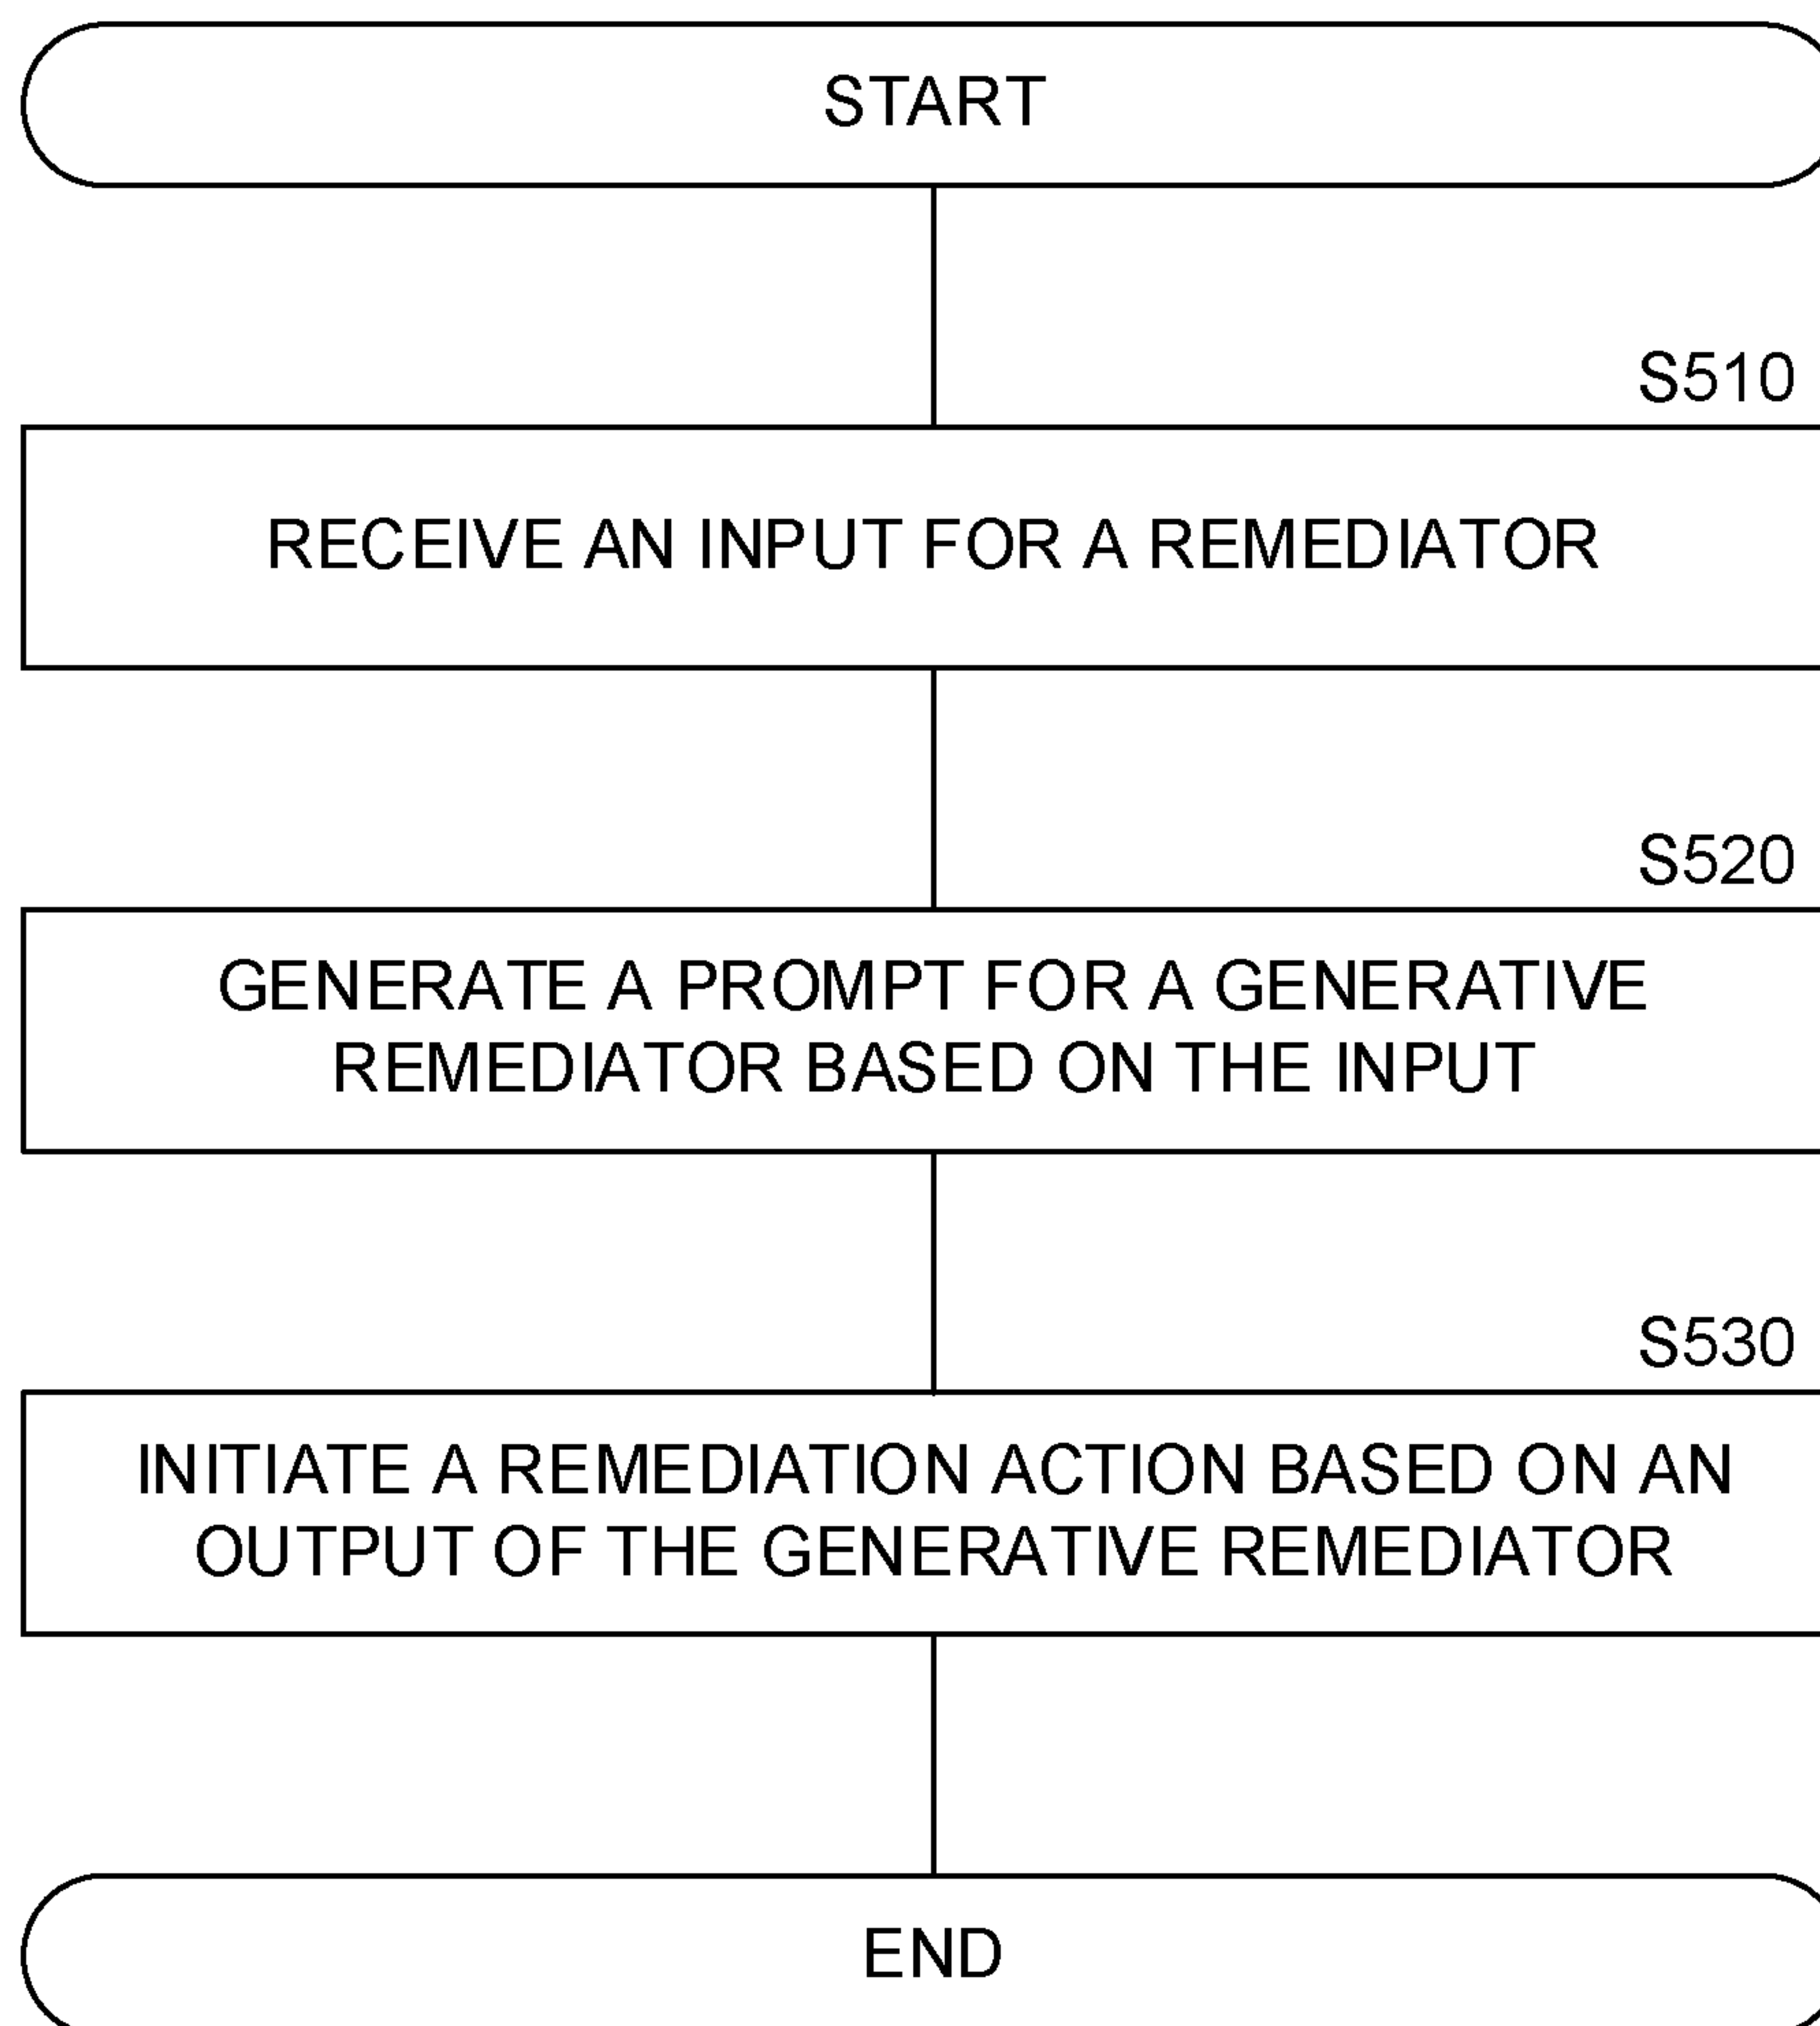 START
S510
RECEIVE AN INPUT FOR A REMEDIATOR
S520
GENERATE A PROMPT FOR A GENERATIVE
REMEDIATOR BASED ON THE INPUT
S530
INITIATE A REMEDIATION ACTION BASED ON AN
OUTPUT OF THE GENERATIVE REMEDIATOR
END